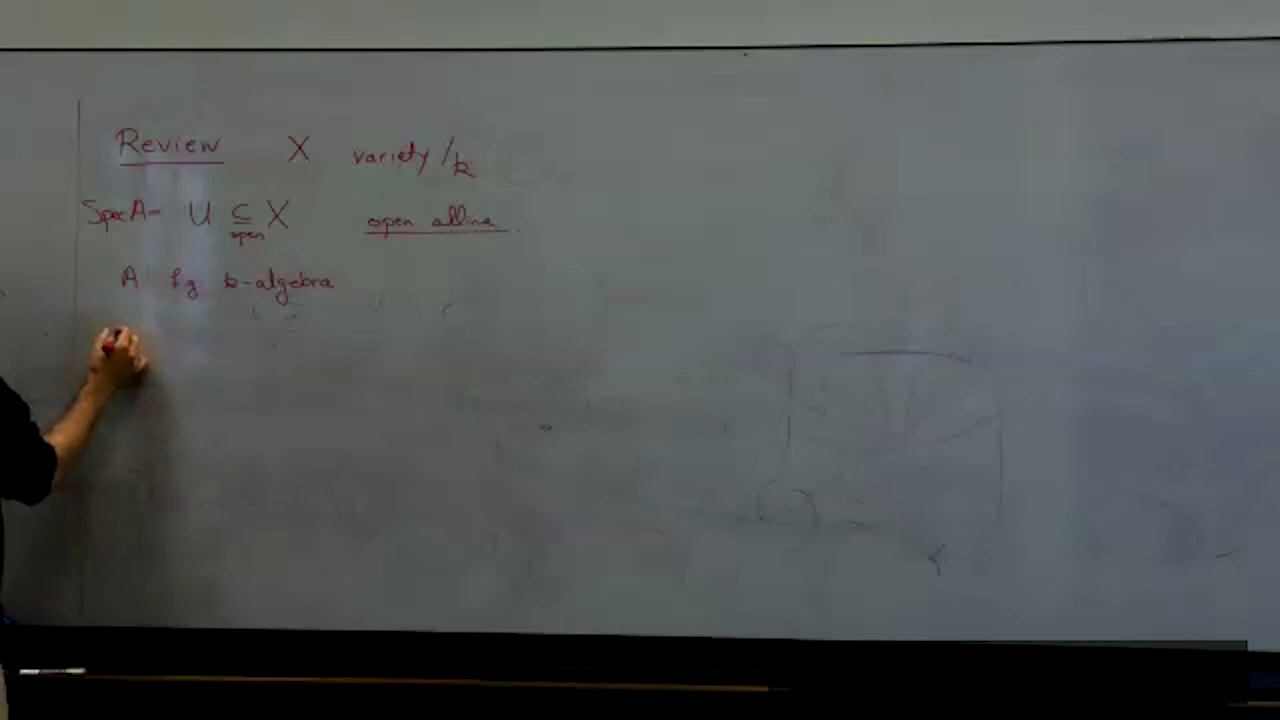 Review X variety /k
Spec A = U ⊆ X open affine.
open
A f.g k-algebra